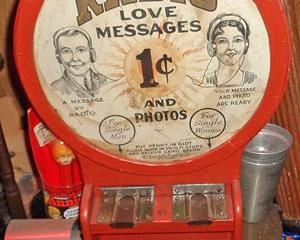 LOVE
MESSAGES
1¢
AND
PHOTOS
A MESSAGE
BY
RADIO
YOUR MESSAGE
AND PHOTO
ARE READY
For
Single
Men
For
Single
Women
PUT PENNY IN SLOT